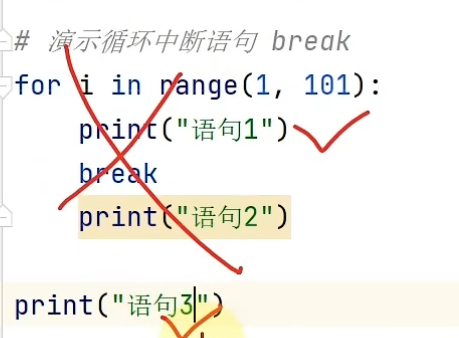 # 演示循环中断语句 break
for i in range(1, 101):
    print("语句1")
    break
    print("语句2")
print("语句3")